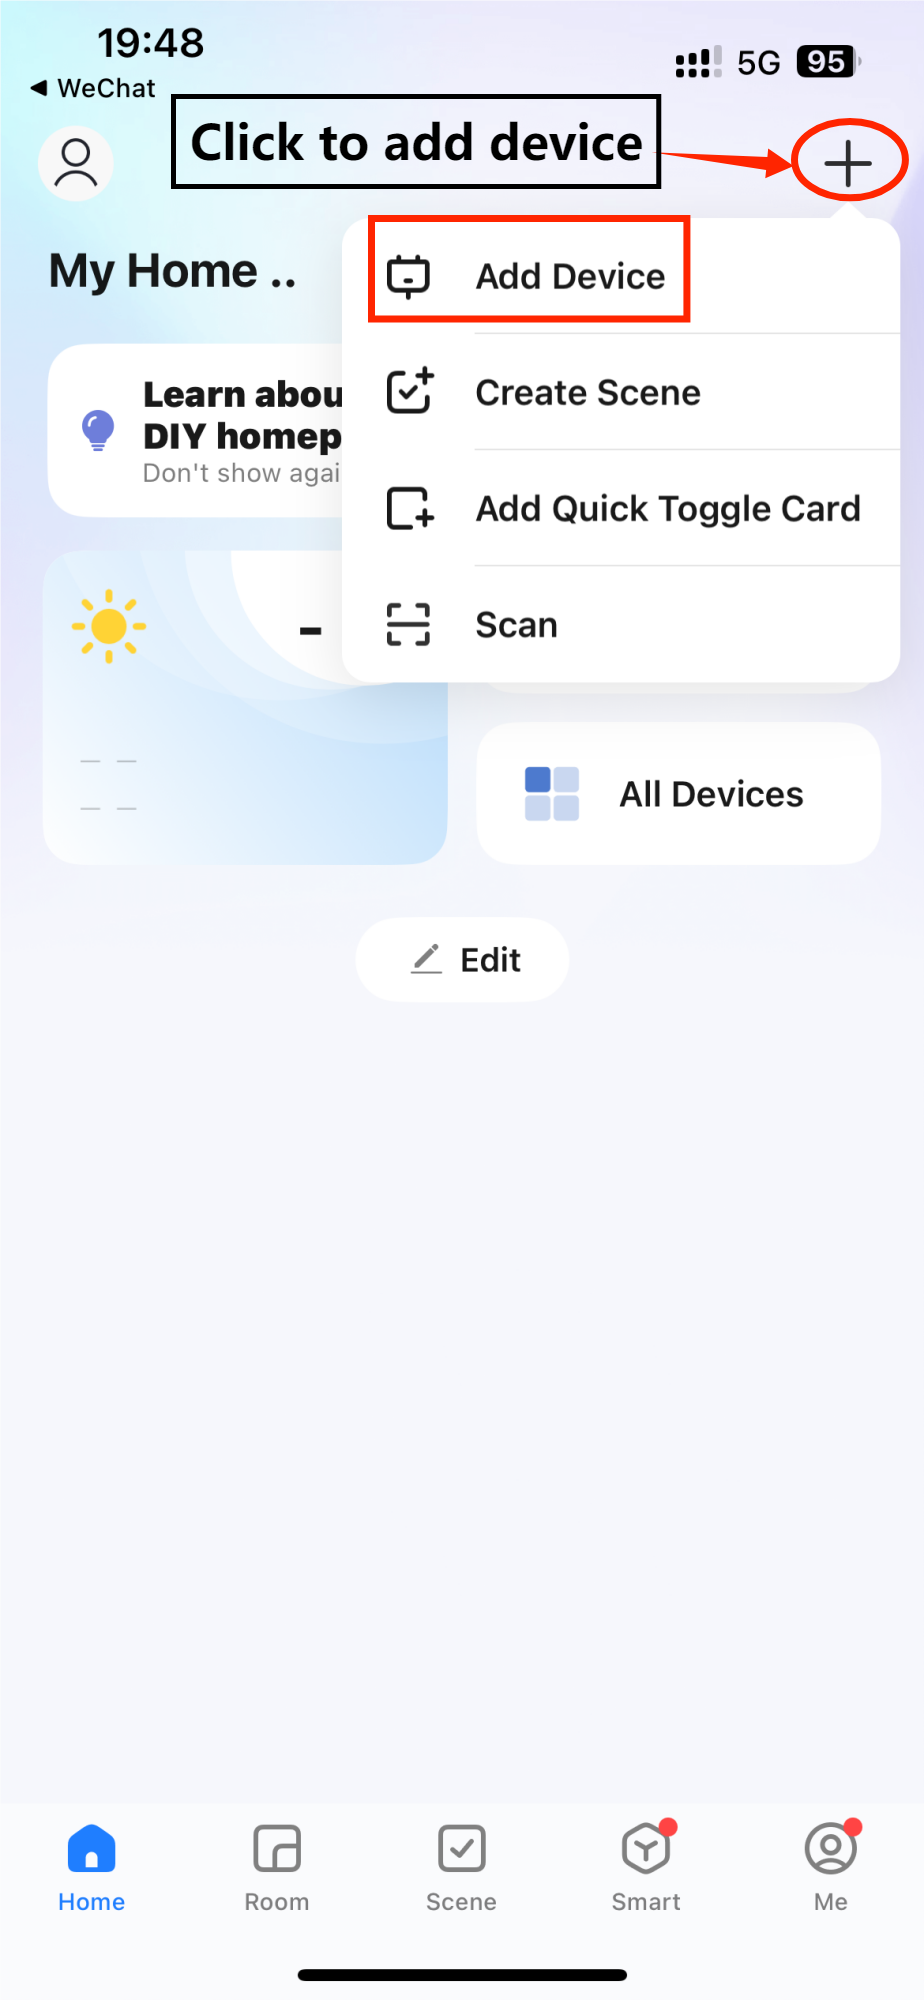 19:48
5G
95
◀ WeChat
Click to add device
My Home ..
Add Device
Create Scene
Add Quick Toggle Card
Scan
Learn abou
DIY homep
Don't show agai
-
— —
— —
All Devices
Edit
Home
Room
Scene
Smart
Me